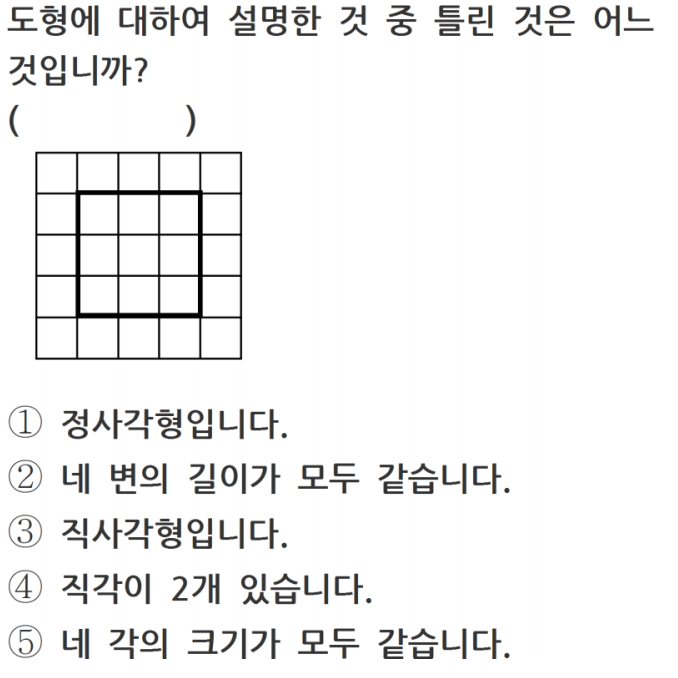 도형에 대하여 설명한 것 중 틀린 것은 어느
것입니까?
(                )
① 정사각형입니다.
② 네 변의 길이가 모두 같습니다.
③ 직사각형입니다.
④ 직각이 2개 있습니다.
⑤ 네 각의 크기가 모두 같습니다.